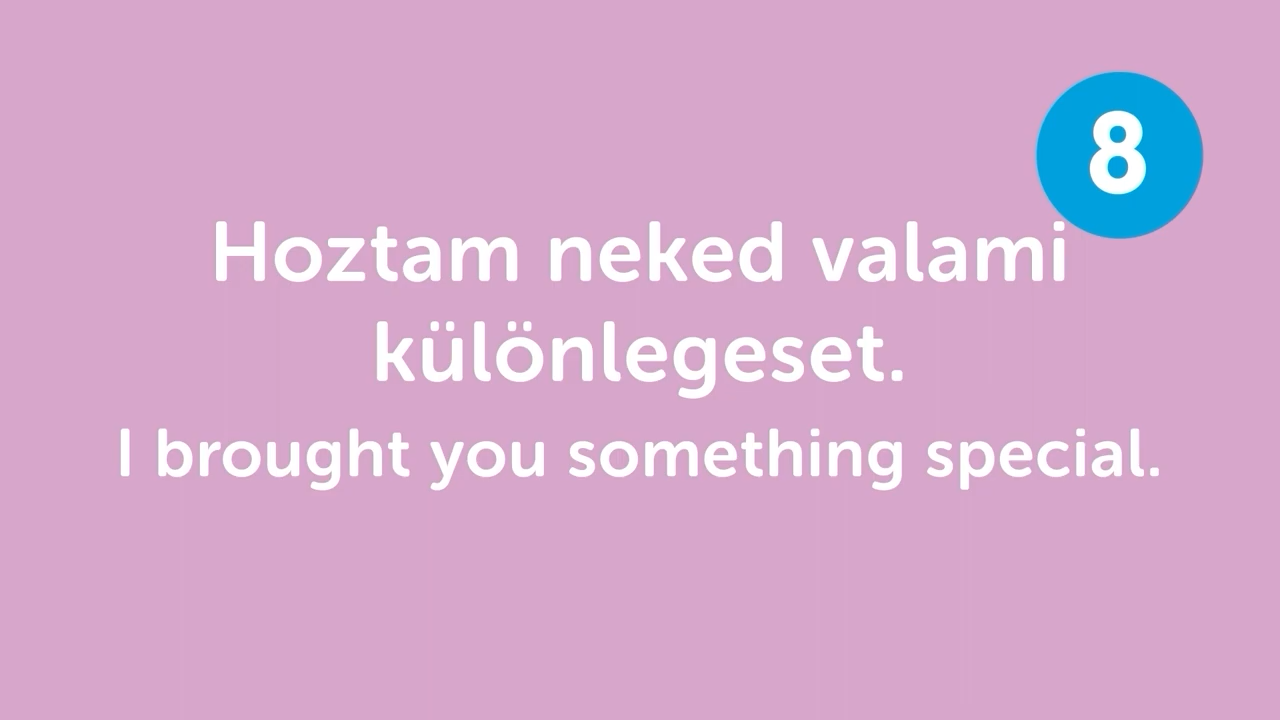 8
Hoztam neked valami
különlegeset.
I brought you something special.